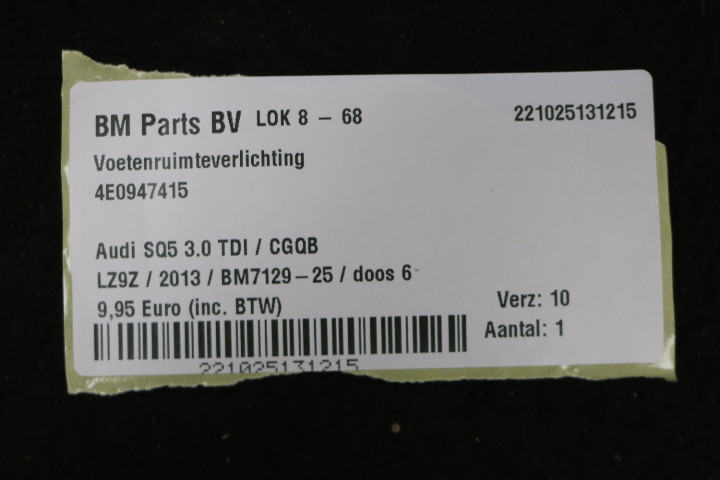 BM Parts BV LOK 8 – 68 221025131215
Voetenruimteverlichting
4E0947415
Audi SQ5 3.0 TDI / CGQB
LZ9Z / 2013 / BM7129–25 / doos 6
9,95 Euro (inc. BTW)
Verz: 10
Aantal: 1
221025131215